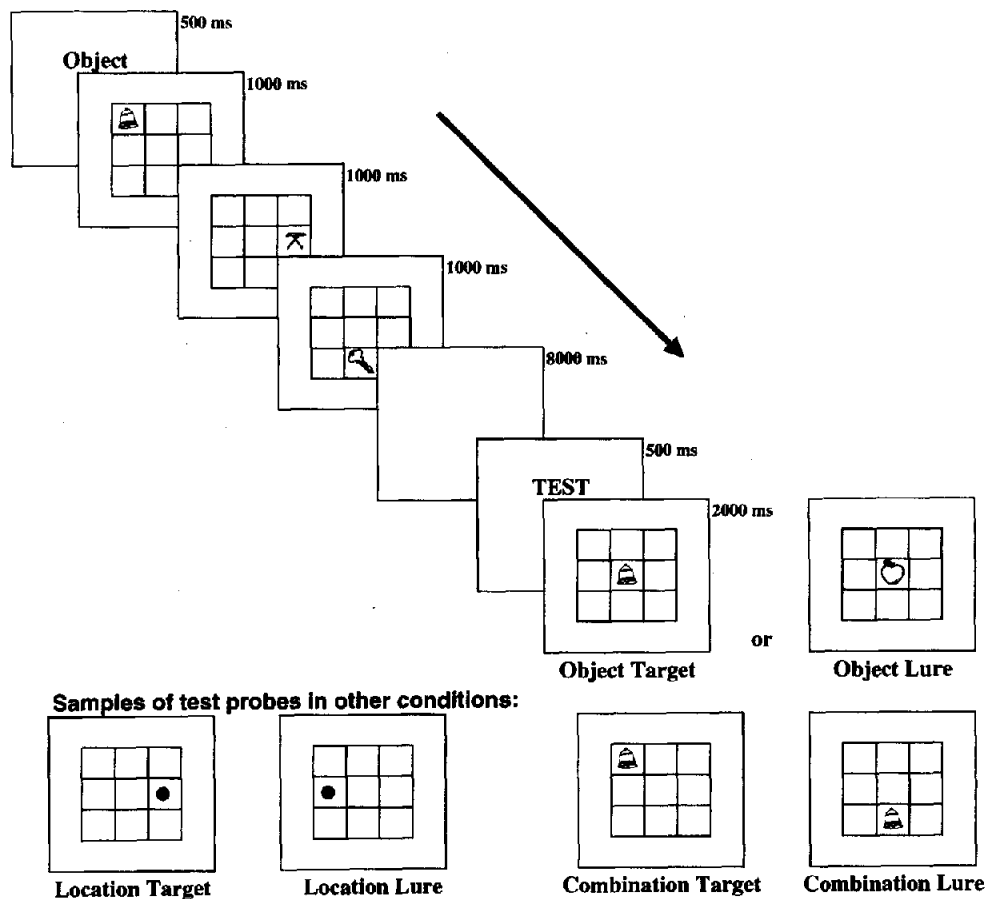 500 ms
Object
1000 ms
1000 ms
1000 ms
8000 ms
500 ms
TEST
2000 ms
or
Object Target
Object Lure
Samples of test probes in other conditions:
Location Target
Location Lure
Combination Target
Combination Lure